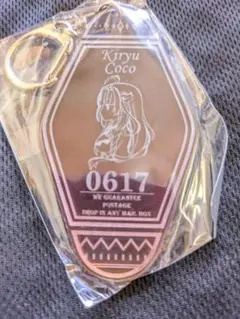 Kiryu
Coco
0617
WE GUARANTEE
POSTAGE
DROP IN ANY MAIL BOX